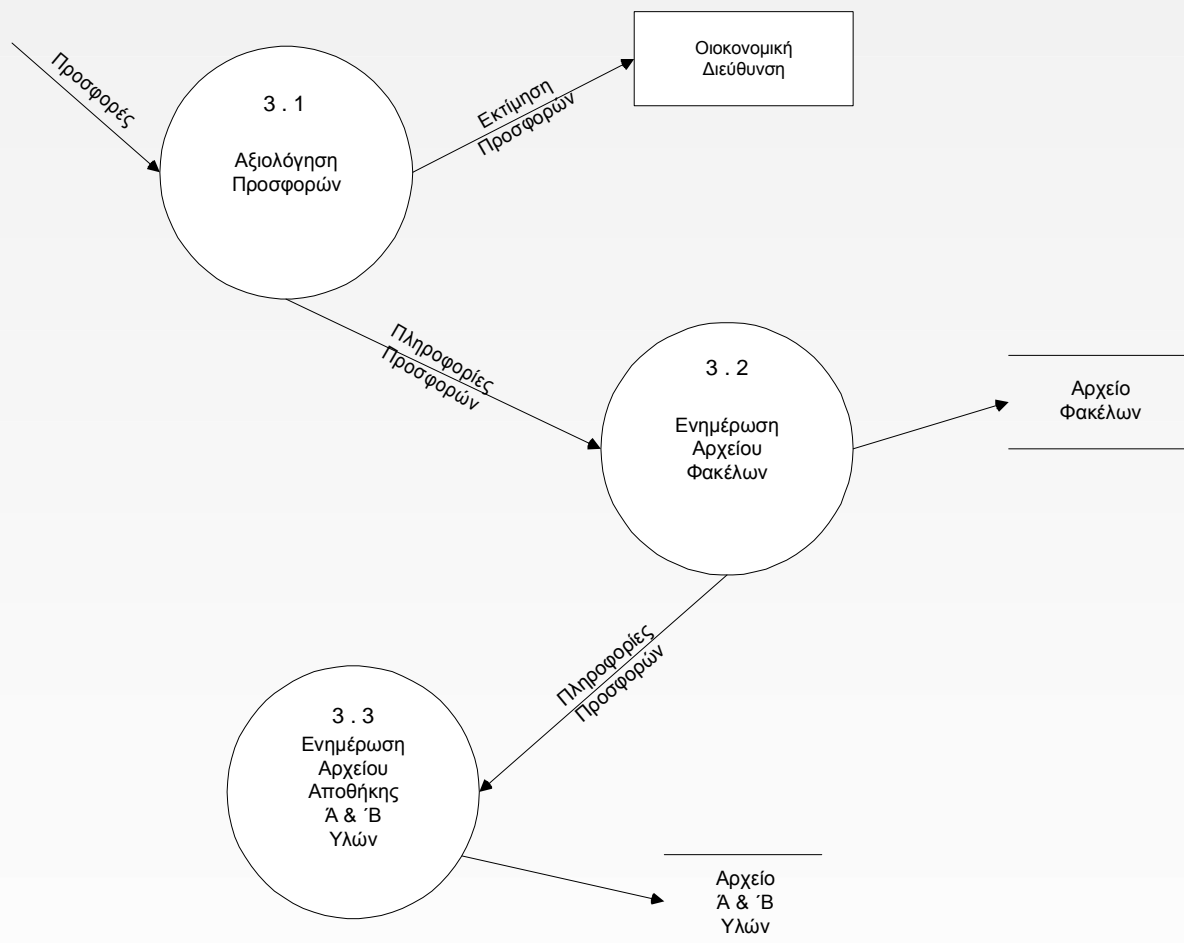 Προσφορές
3 . 1
Αξιολόγηση
Προσφορών
Εκτίμηση
Προσφορών
Οιοκονομική
Διεύθυνση
Πληροφορίες
Προσφορών
3 . 2
Ενημέρωση
Αρχείου
Φακέλων
Αρχείο
Φακέλων
Πληροφορίες
Προσφορών
3 . 3
Ενημέρωση
Αρχείου
Αποθήκης
Ά & ΄Β
Υλών
Αρχείο
Ά & ΄Β
Υλών